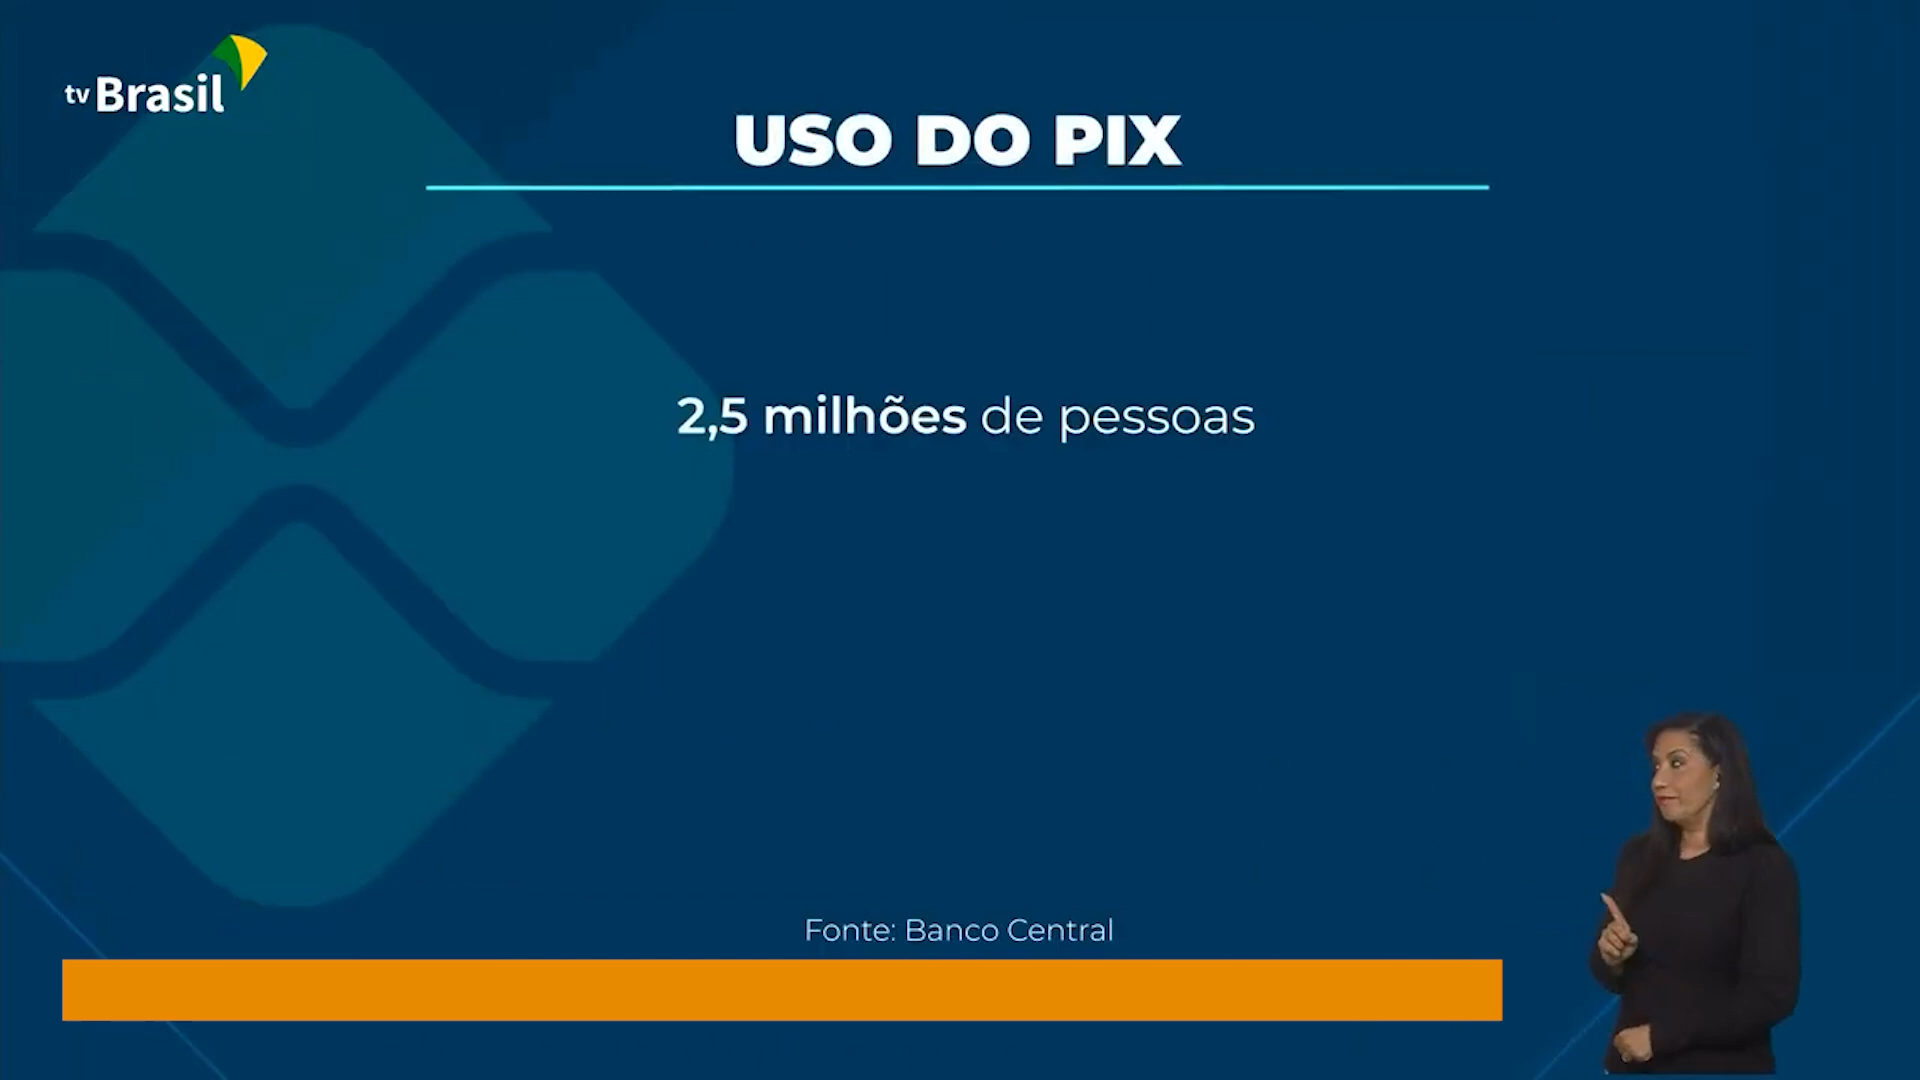 tv Brasil
USO DO PIX
2,5 milhões de pessoas
Fonte: Banco Central